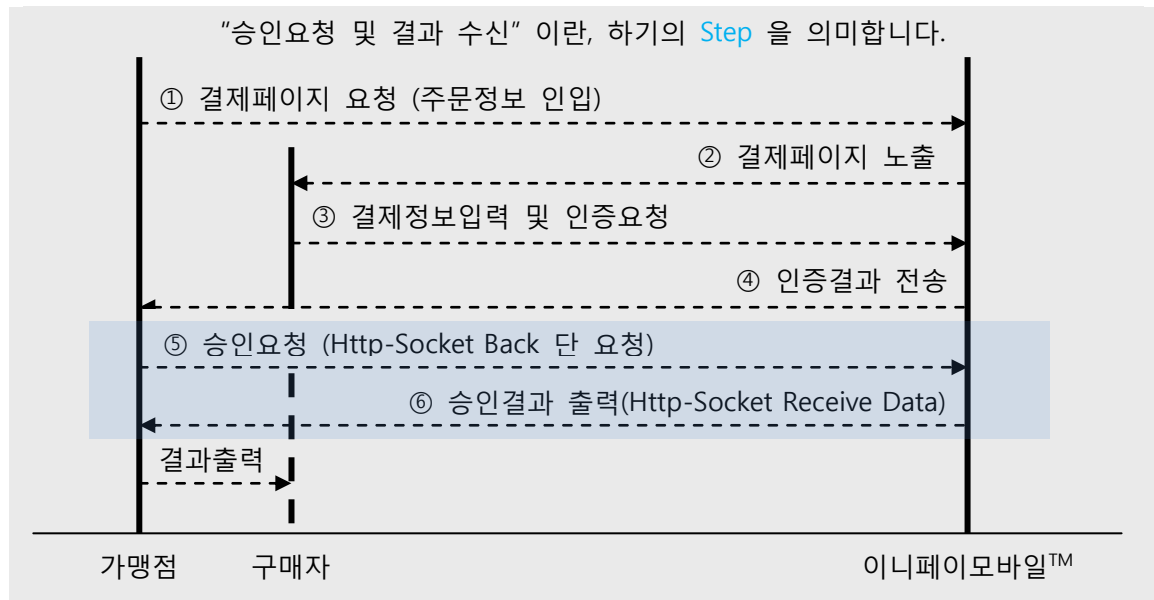 "승인요청 및 결과 수신" 이란, 하기의 Step 을 의미합니다.
① 결제페이지 요청 (주문정보 인입)
② 결제페이지 노출
③ 결제정보입력 및 인증요청
④ 인증결과 전송
⑤ 승인요청 (Http-Socket Back 단 요청)
⑥ 승인결과 출력(Http-Socket Receive Data)
결과출력
가맹점 구매자 이니페이모바일™